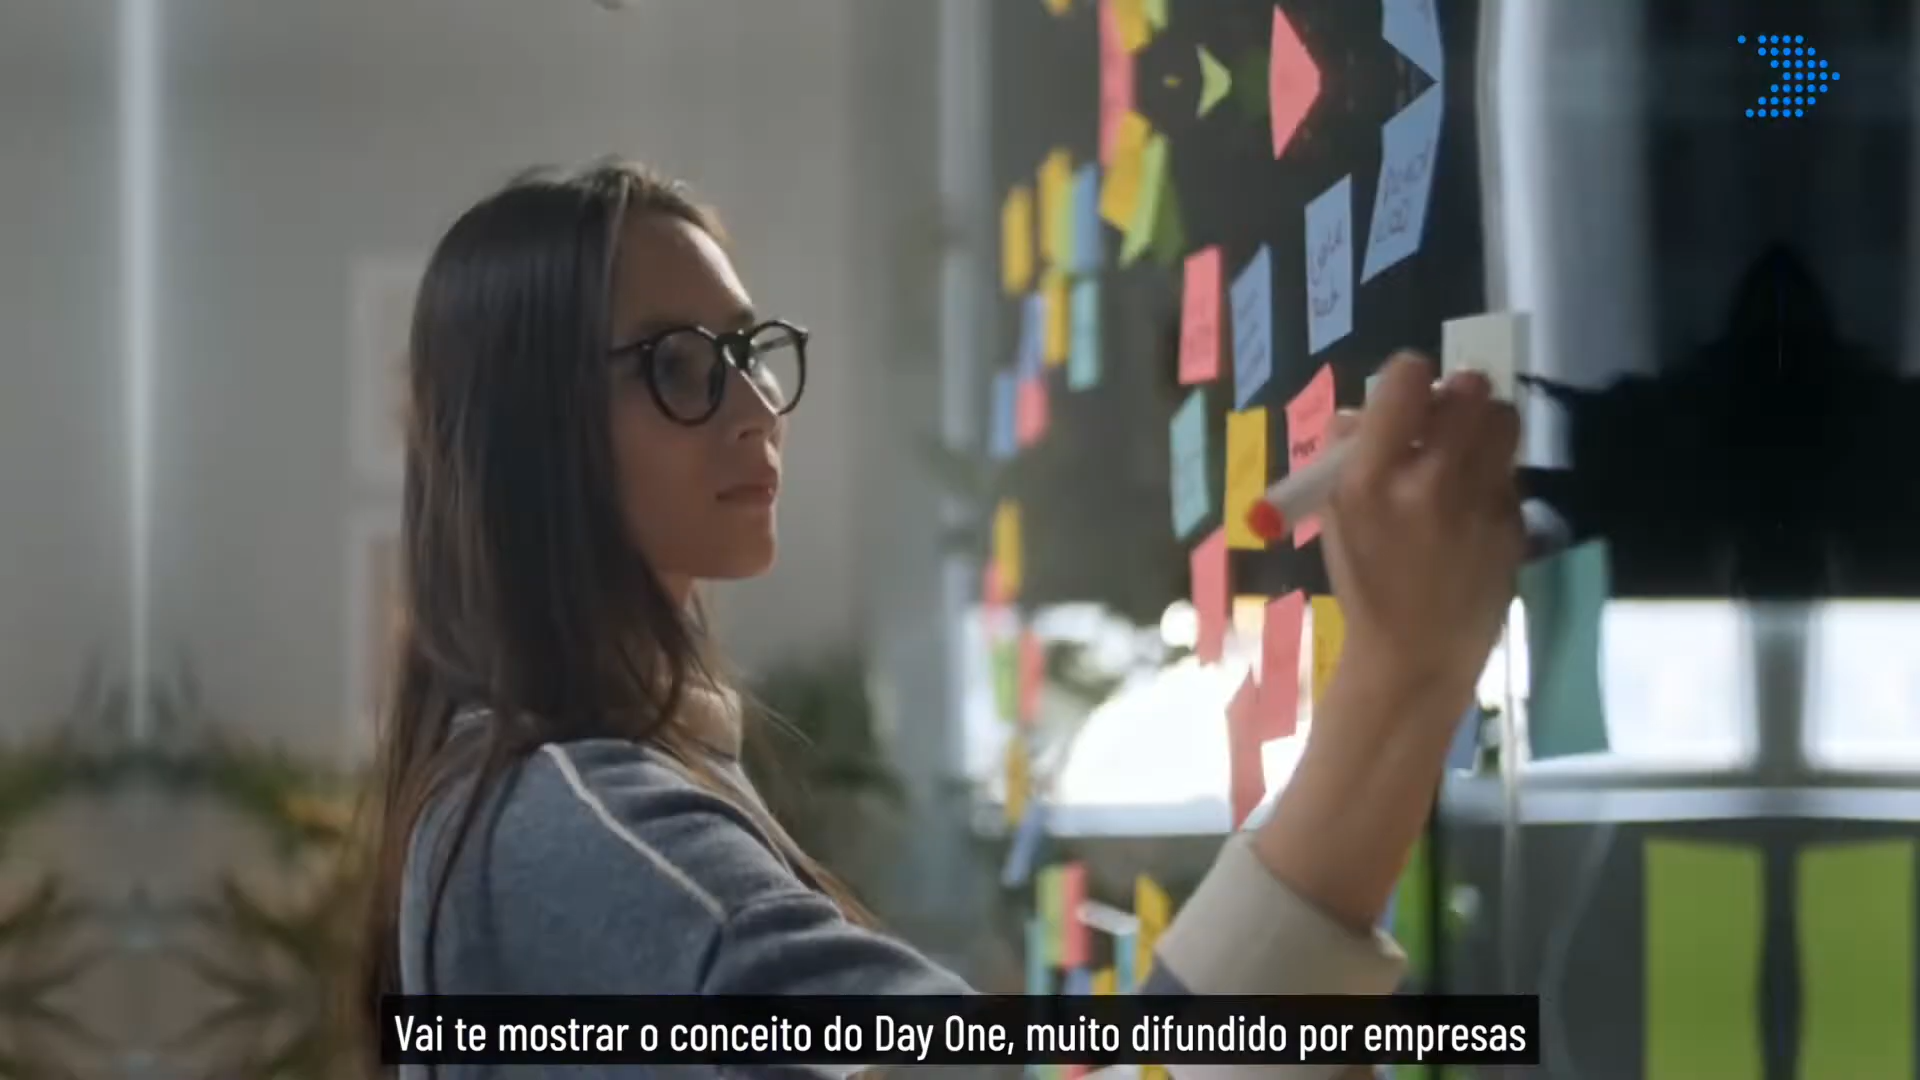 Vai te mostrar o conceito do Day One, muito difundido por empresas